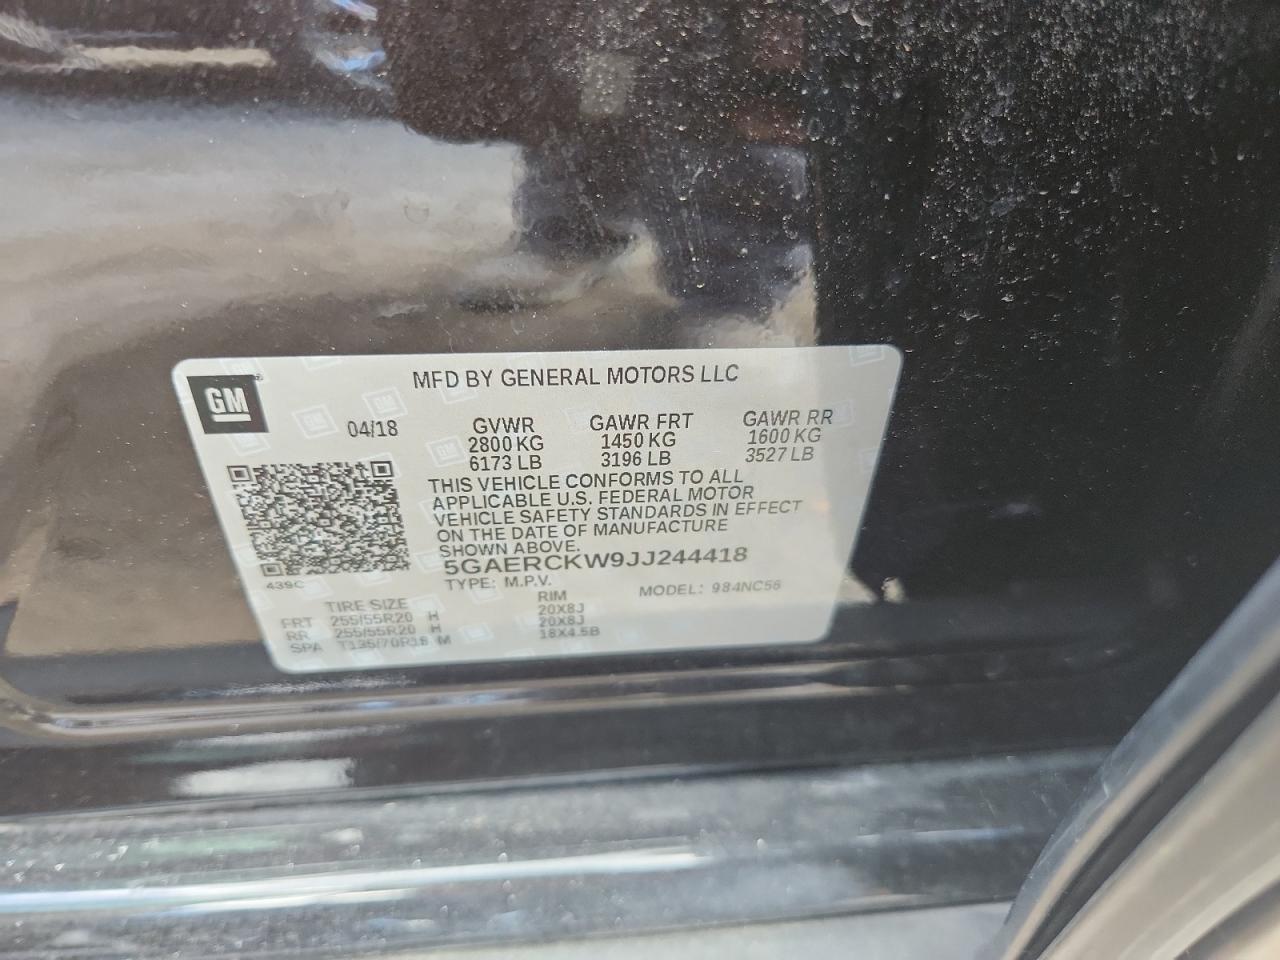 GM
MFD BY GENERAL MOTORS LLC
04/18
GVWR GAWR FRT GAWR RR
2800 KG 1450 KG 1600 KG
6173 LB 3196 LB 3527 LB
THIS VEHICLE CONFORMS TO ALL
APPLICABLE U.S. FEDERAL MOTOR
VEHICLE SAFETY STANDARDS IN EFFECT
ON THE DATE OF MANUFACTURE
SHOWN ABOVE.
5GAERCKW9JJ244418
439C
TYPE: M.P.V. MODEL: 984NC56
TIRE SIZE RIM
FRT 255/55R20 H 20X8J
RR 255/55R20 H 20X8J
SPA T135/70R18 M 18X4.5B